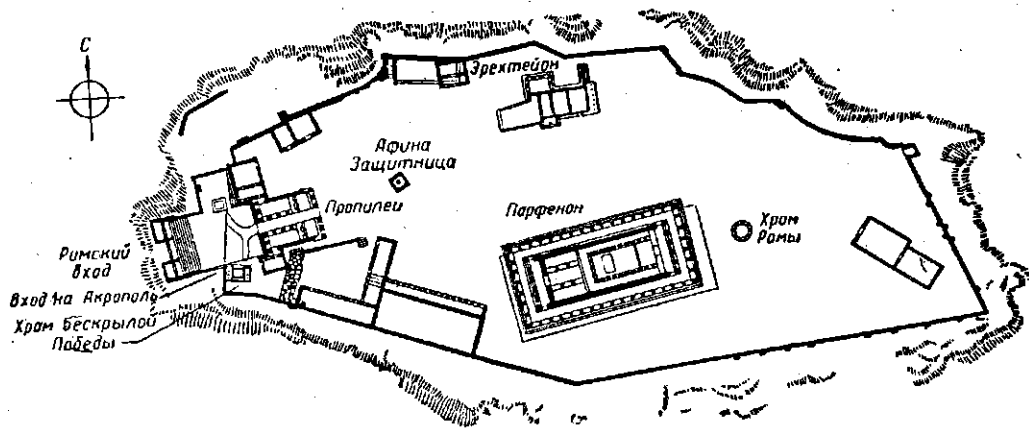 С
Эрехтейон
Афина
Защитница
Пропилеи
Парфенон
Храм
Ромы
Римский
вход
Вход на Акрополь
Храм Бескрылой
Победы